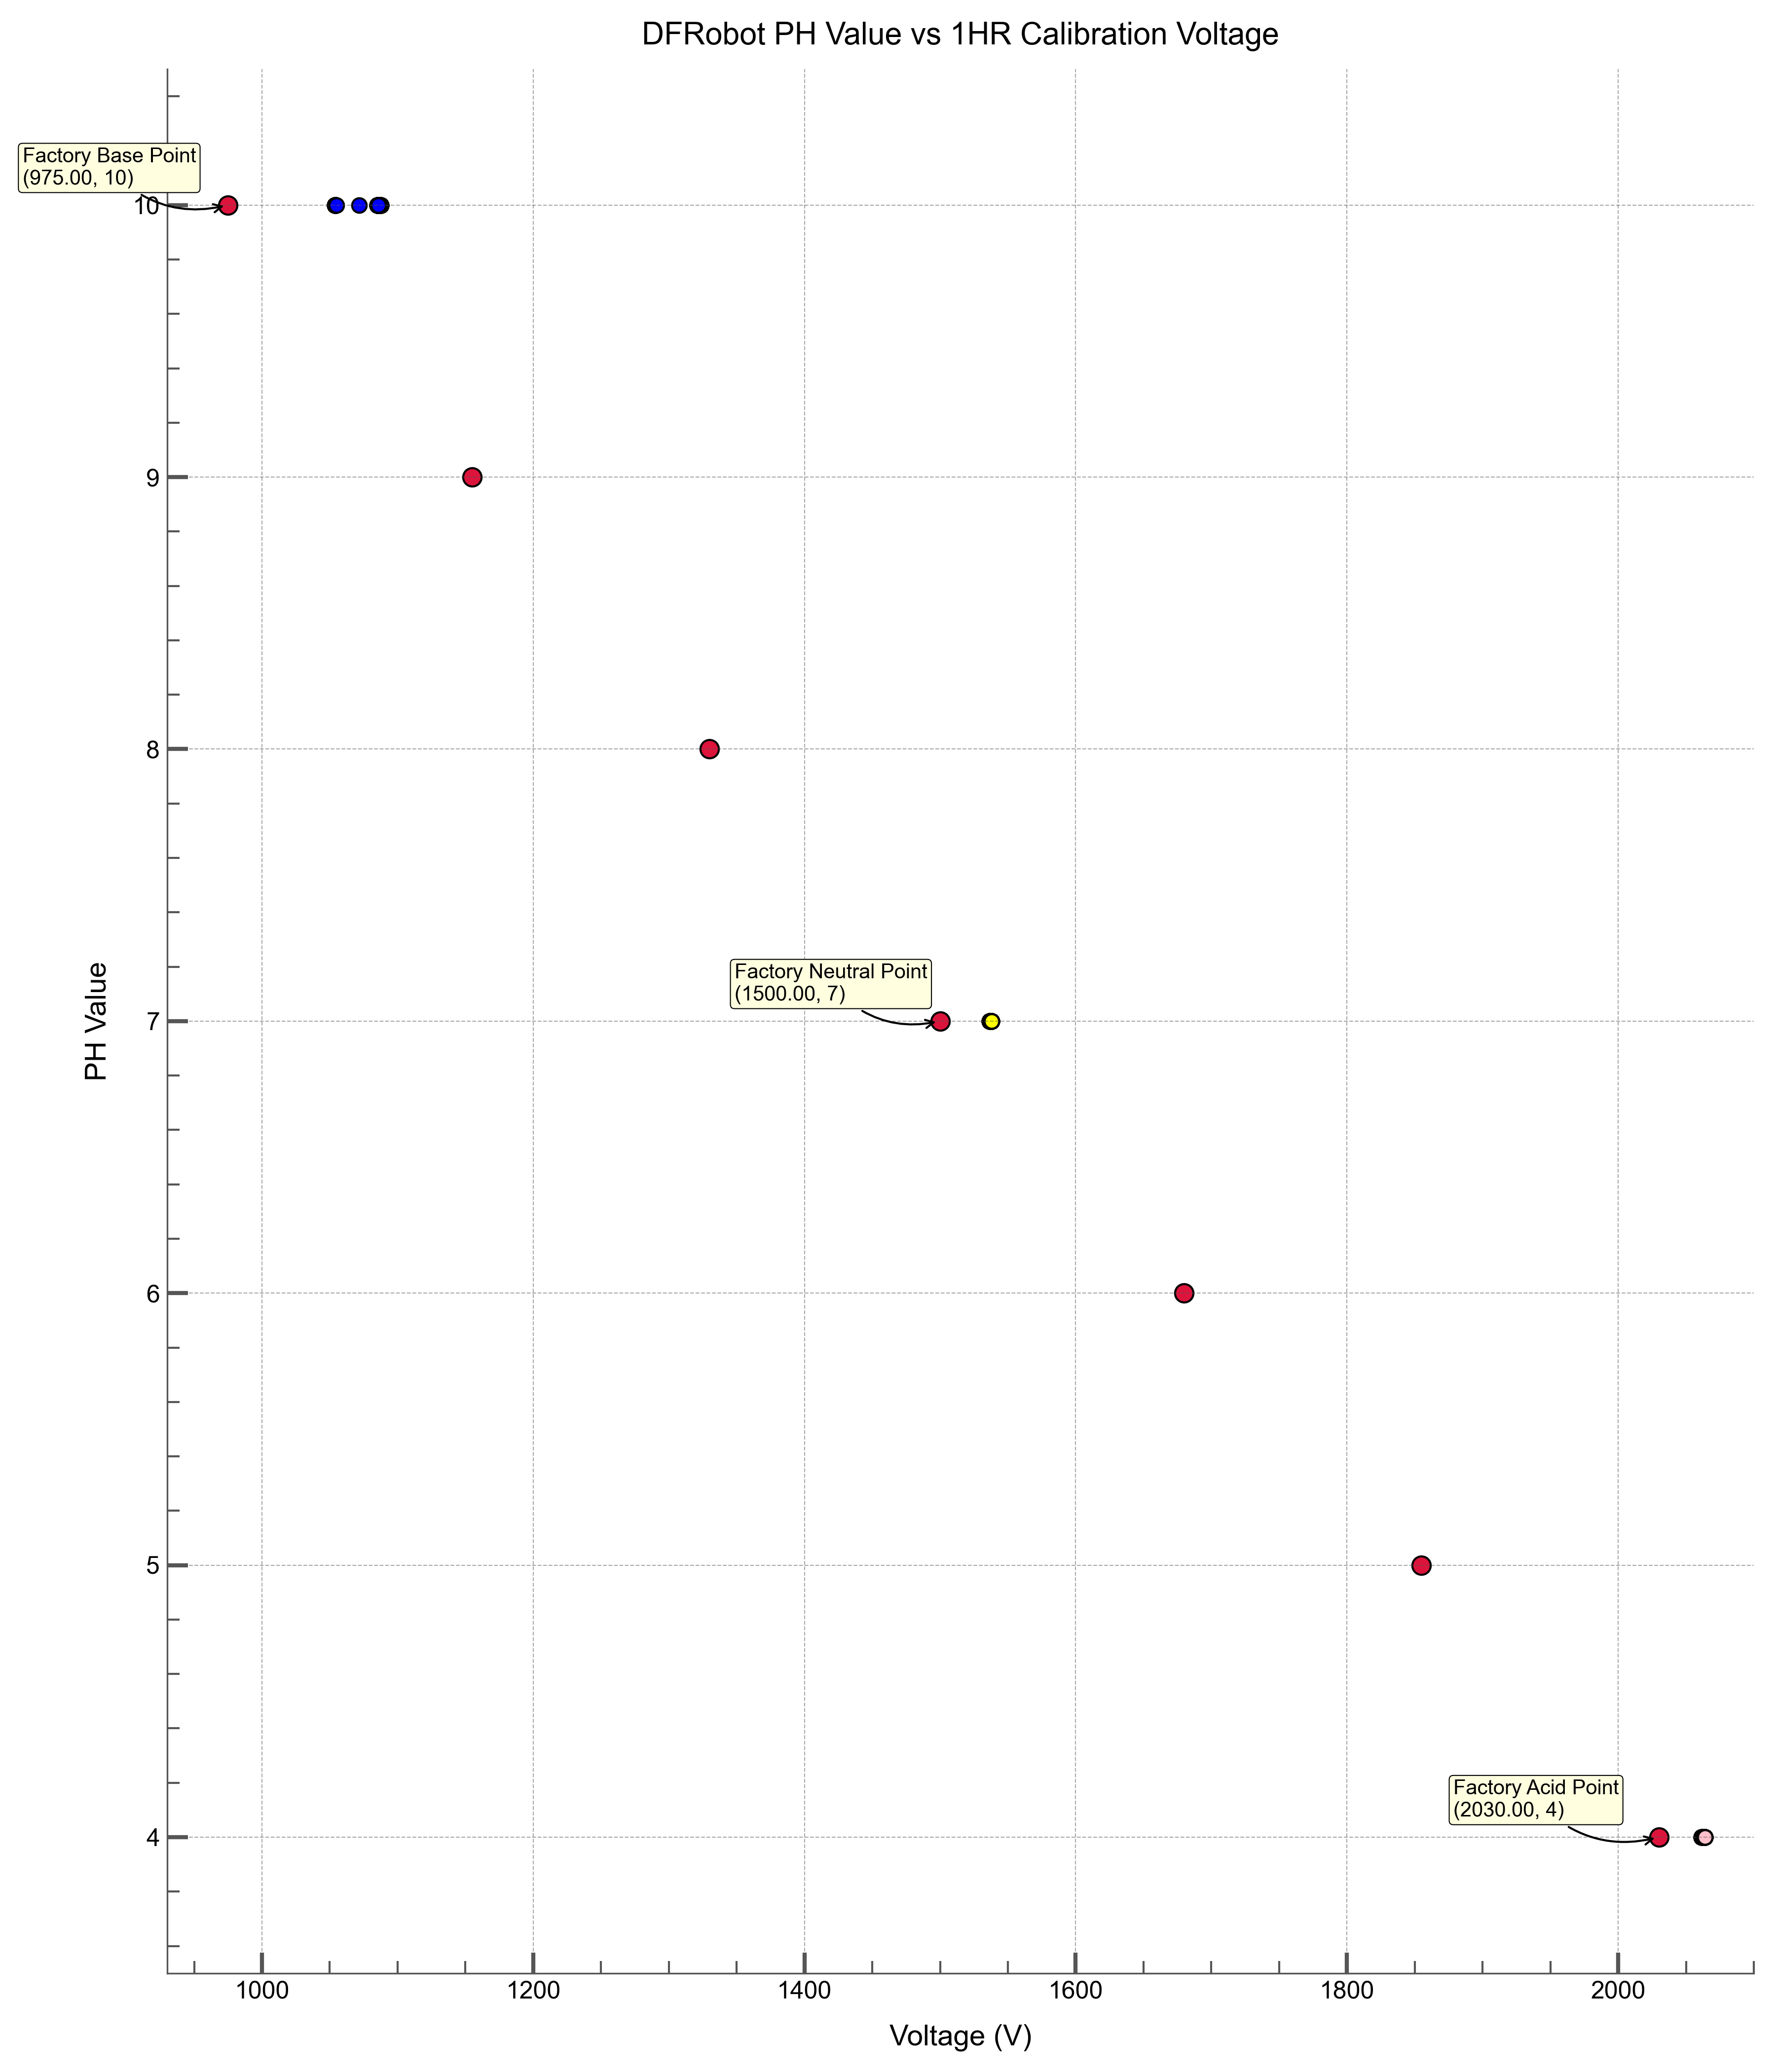 DFRobot PH Value vs 1HR Calibration Voltage
Factory Base Point
(975.00, 10)
10
9
8
Factory Neutral Point
(1500.00, 7)
7
PH Value
6
5
Factory Acid Point
(2030.00, 4)
4
1000 1200 1400 1600 1800 2000
Voltage (V)